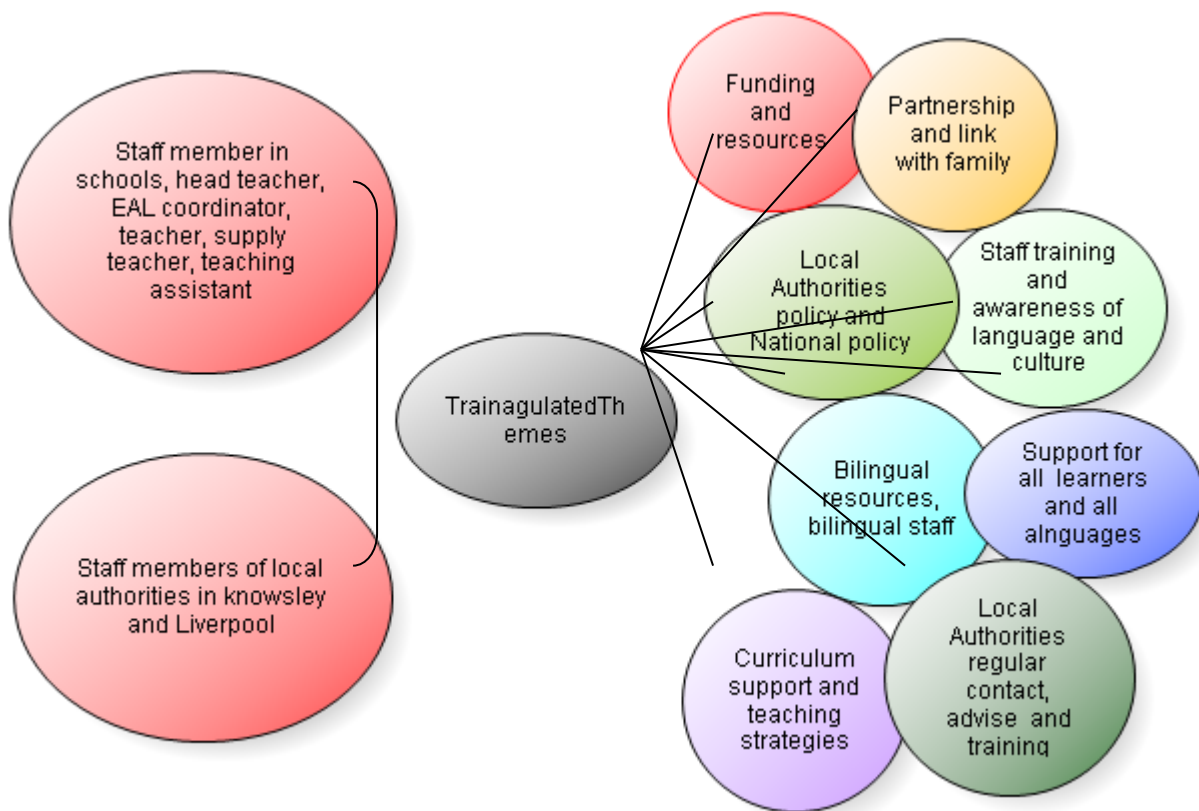 Staff member in
schools, head teacher,
EAL coordinator,
teacher, supply
teacher, teaching
assistant
Staff members of local
authorities in knowsley
and Liverpool
TrainagulatedTh
emes
Funding
and
resources
Partnership
and link
with family
Local
Authorities
policy and
National policy
Staff training
and
awareness of
language and
culture
Bilingual
resources,
bilingual staff
Support for
all learners
and all
alnguages
Curriculum
support and
teaching
strategies
Local
Authorities
regular
contact,
advise and
training